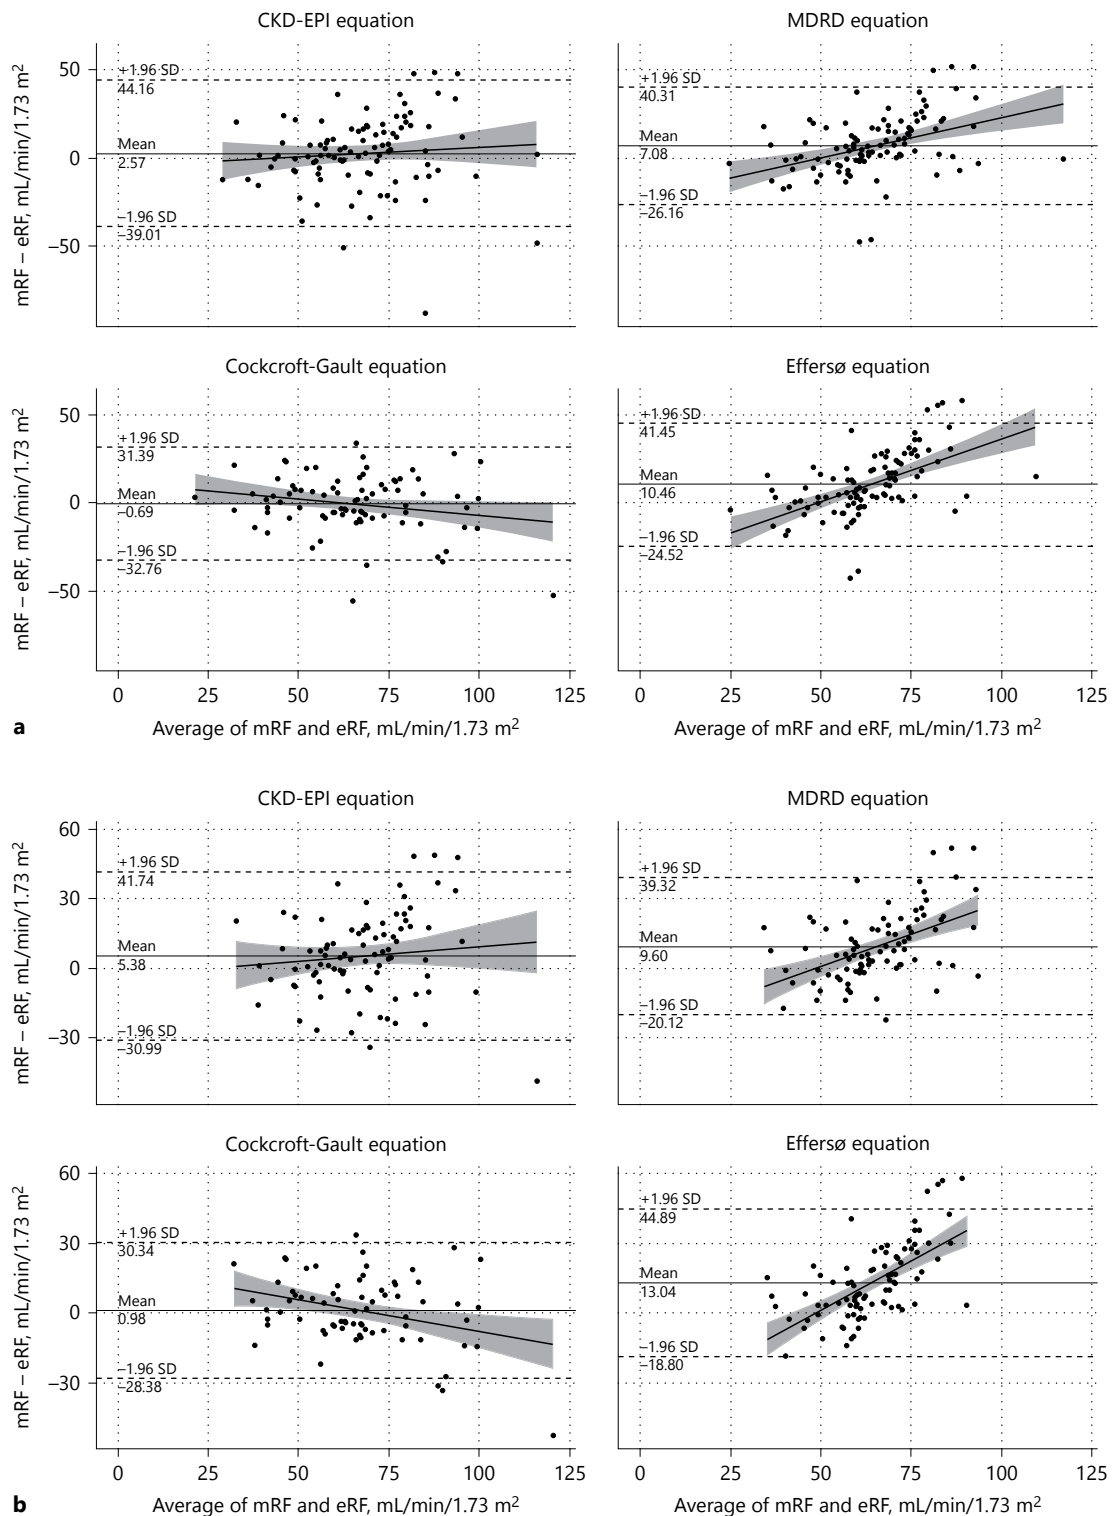 CKD-EPI equation
MDRD equation
mRF – eRF, mL/min/1.73 m²
50
0
–50
+1.96 SD
44.16
Mean
2.57
–1.96 SD
–39.01
+1.96 SD
40.31
Mean
7.08
–1.96 SD
–26.16
Cockcroft-Gault equation
Effersø equation
mRF – eRF, mL/min/1.73 m²
50
0
–50
+1.96 SD
31.39
Mean
–0.69
–1.96 SD
–32.76
+1.96 SD
41.45
Mean
10.46
–1.96 SD
–24.52
0 25 50 75 100 125
0 25 50 75 100 125
a
Average of mRF and eRF, mL/min/1.73 m²
Average of mRF and eRF, mL/min/1.73 m²
CKD-EPI equation
MDRD equation
mRF – eRF, mL/min/1.73 m²
60
30
0
–30
+1.96 SD
41.74
Mean
5.38
–1.96 SD
–30.99
+1.96 SD
39.32
Mean
9.60
–1.96 SD
–20.12
Cockcroft-Gault equation
Effersø equation
mRF – eRF, mL/min/1.73 m²
60
30
0
–30
+1.96 SD
30.34
Mean
0.98
–1.96 SD
–28.38
+1.96 SD
44.89
Mean
13.04
–1.96 SD
–18.80
0 25 50 75 100 125
0 25 50 75 100 125
b
Average of mRF and eRF, mL/min/1.73 m²
Average of mRF and eRF, mL/min/1.73 m²